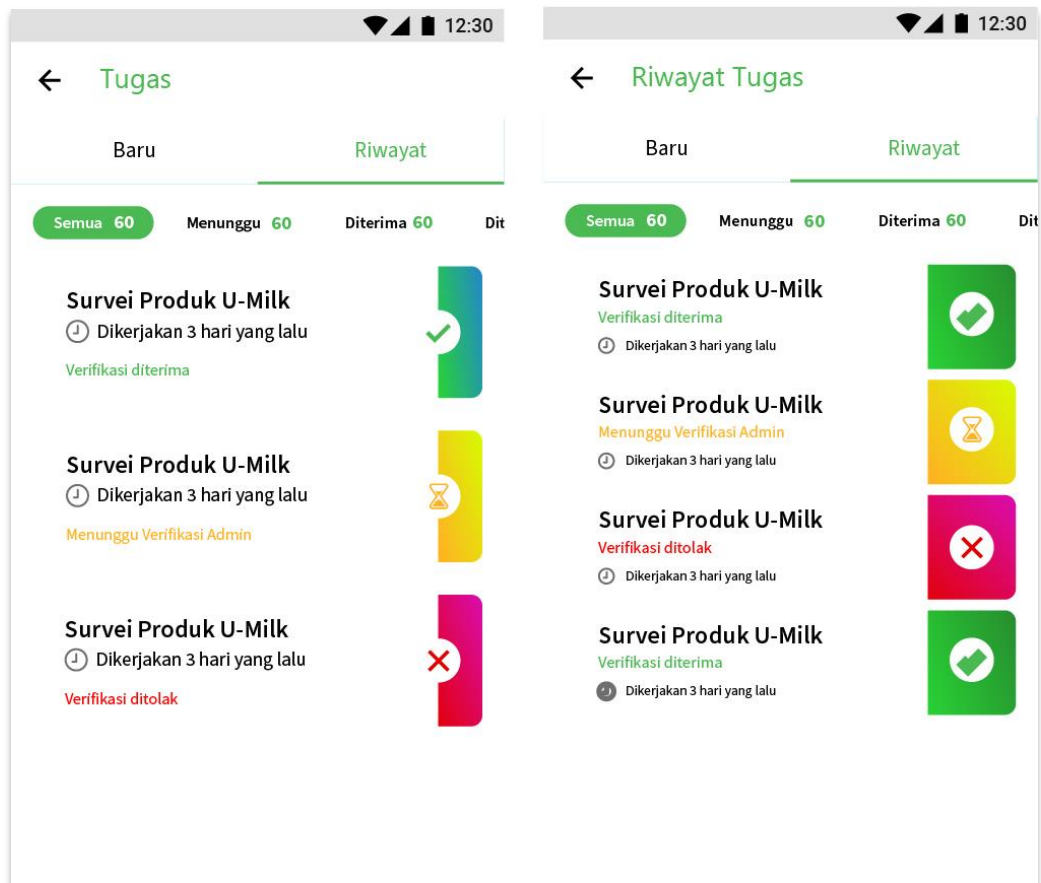 12:30
Tugas
Baru Riwayat
Semua 60 Menunggu 60 Diterima 60 Dit
Survei Produk U-Milk
Dikerjakan 3 hari yang lalu
Verifikasi diterima
Survei Produk U-Milk
Dikerjakan 3 hari yang lalu
Menunggu Verifikasi Admin
Survei Produk U-Milk
Dikerjakan 3 hari yang lalu
Verifikasi ditolak
12:30
Riwayat Tugas
Baru Riwayat
Semua 60 Menunggu 60 Diterima 60 Dit
Survei Produk U-Milk
Verifikasi diterima
Dikerjakan 3 hari yang lalu
Survei Produk U-Milk
Menunggu Verifikasi Admin
Dikerjakan 3 hari yang lalu
Survei Produk U-Milk
Verifikasi ditolak
Dikerjakan 3 hari yang lalu
Survei Produk U-Milk
Verifikasi diterima
Dikerjakan 3 hari yang lalu